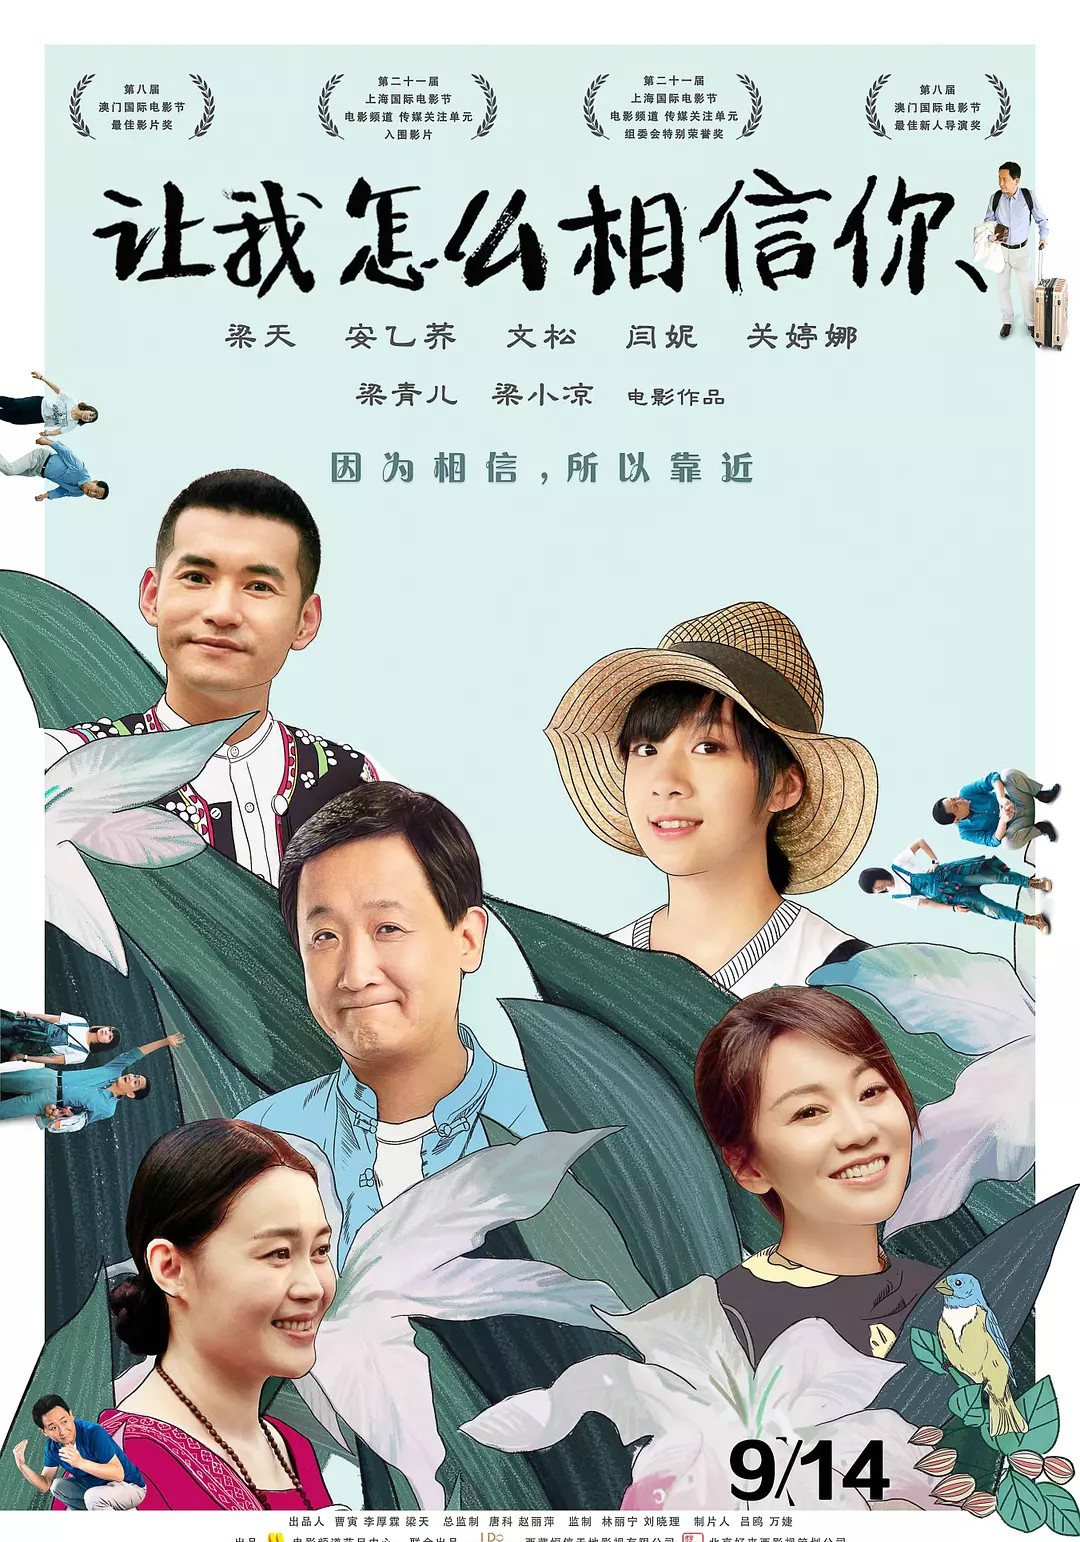 第八届
澳门国际电影节
最佳影片奖
第二十一届
上海国际电影节
电影频道 传媒关注单元
入围影片
第二十一届
上海国际电影节
电影频道 传媒关注单元
组委会特别荣誉奖
第八届
澳门国际电影节
最佳新人导演奖
让我怎么相信你
梁天 安乙荞 文松 闫妮 关婷娜
梁青儿 梁小凉 电影作品
因为相信，所以靠近
9/14
出品人 曹寅 李厚霖 梁天 总监制 唐科 赵丽萍 监制 林丽宁 刘晓理 制片人 吕鸥 万婕